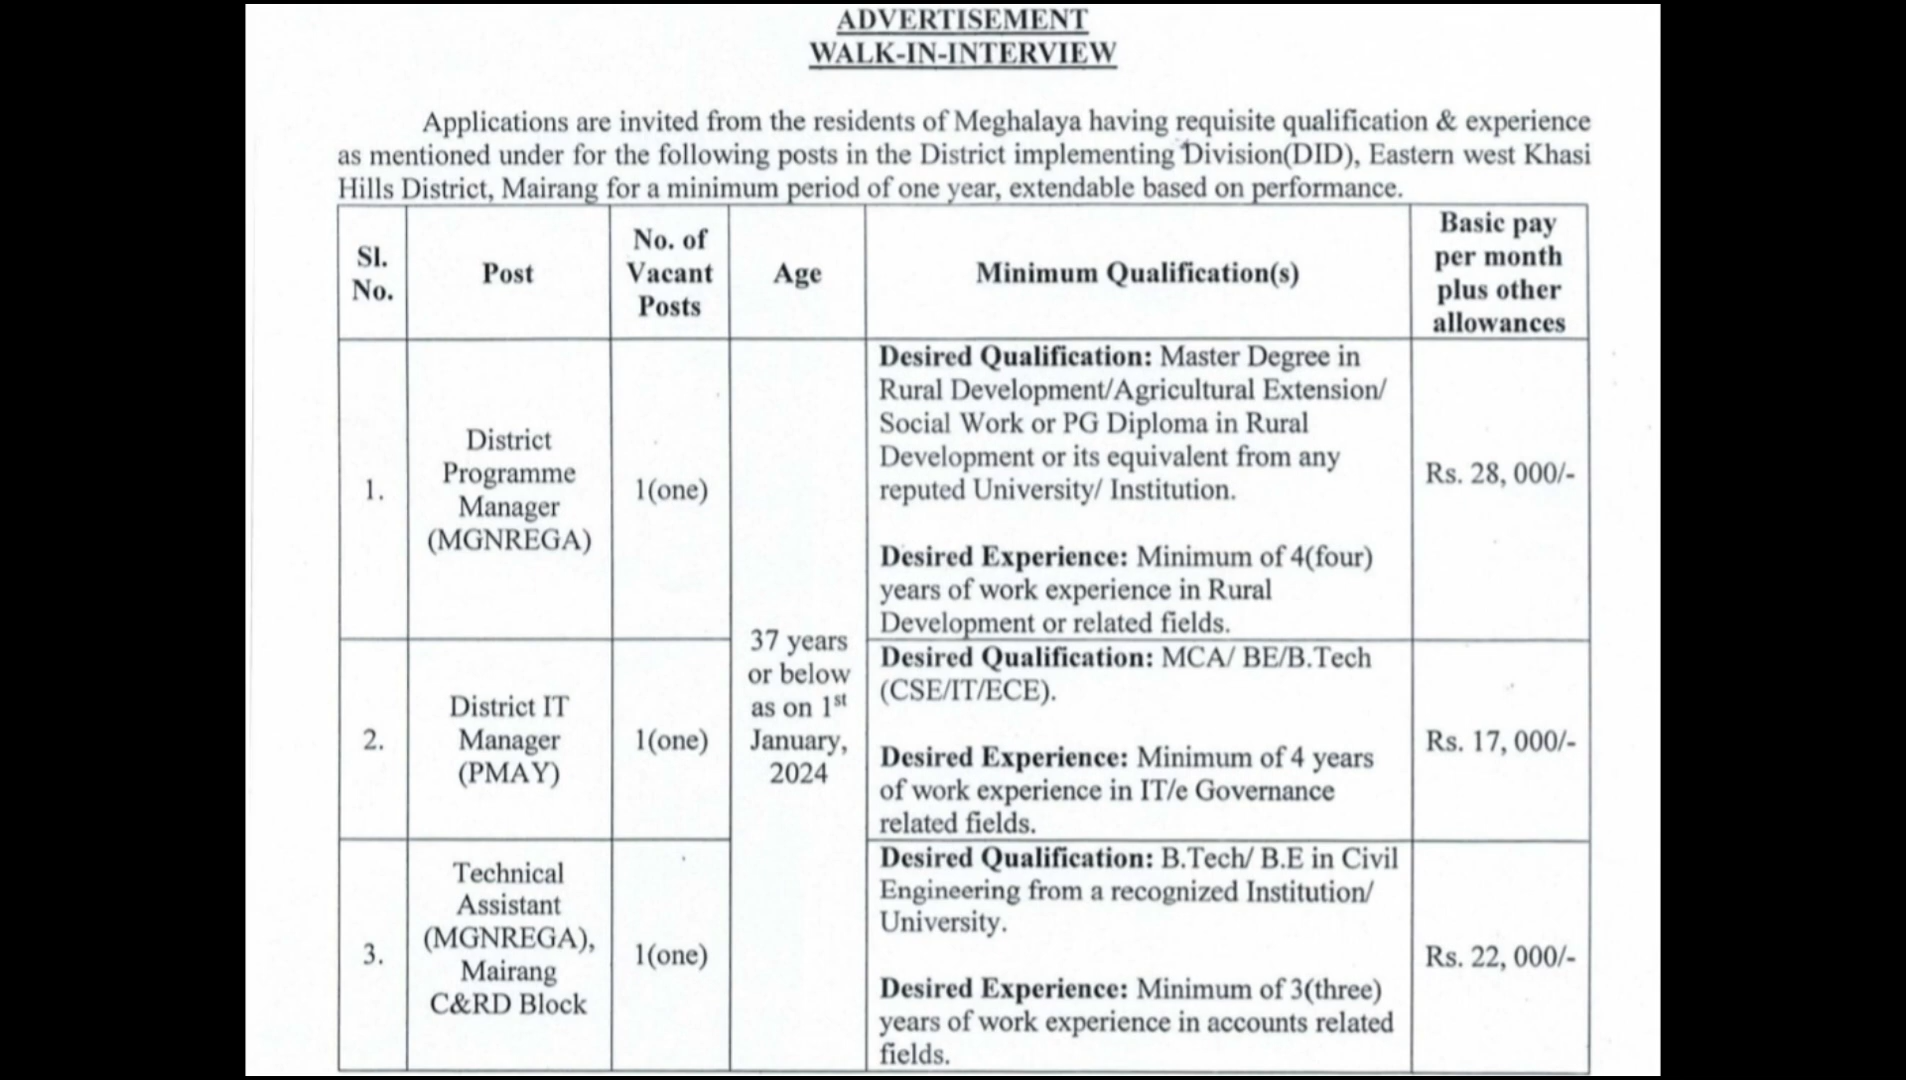 ADVERTISEMENT
WALK-IN-INTERVIEW
Applications are invited from the residents of Meghalaya having requisite qualification & experience
as mentioned under for the following posts in the District implementing Division(DID), Eastern west Khasi
Hills District, Mairang for a minimum period of one year, extendable based on performance.
Sl.
No.
Post
No. of
Vacant
Posts
Age
Minimum Qualification(s)
Basic pay
per month
plus other
allowances
1.
District
Programme
Manager
(MGNREGA)
1(one)
37 years
or below
as on 1st
January,
2024
Desired Qualification: Master Degree in
Rural Development/Agricultural Extension/
Social Work or PG Diploma in Rural
Development or its equivalent from any
reputed University/ Institution.
Desired Experience: Minimum of 4(four)
years of work experience in Rural
Development or related fields.
Rs. 28, 000/-
2.
District IT
Manager
(PMAY)
1(one)
Desired Qualification: MCA/ BE/B.Tech
(CSE/IT/ECE).
Desired Experience: Minimum of 4 years
of work experience in IT/e Governance
related fields.
Rs. 17, 000/-
3.
Technical
Assistant
(MGNREGA),
Mairang
C&RD Block
1(one)
Desired Qualification: B.Tech/ B.E in Civil
Engineering from a recognized Institution/
University.
Desired Experience: Minimum of 3(three)
years of work experience in accounts related
fields.
Rs. 22, 000/-